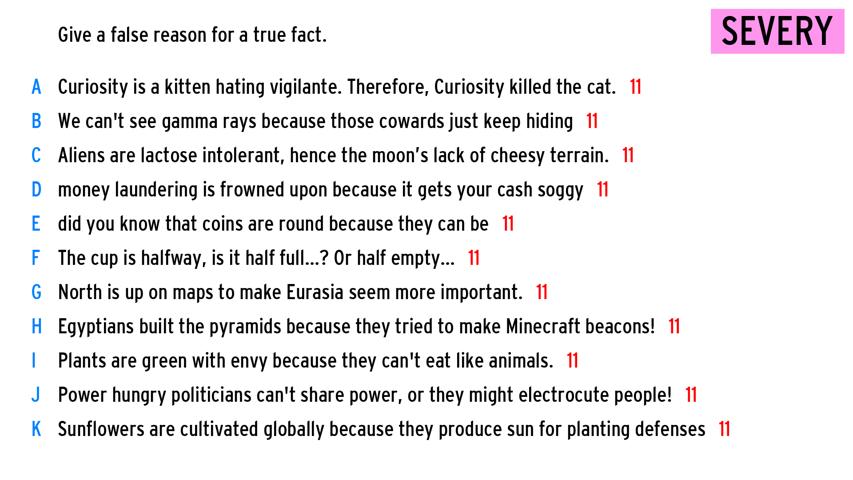 Give a false reason for a true fact.
SEVERY
A Curiosity is a kitten hating vigilante. Therefore, Curiosity killed the cat. 11
B We can't see gamma rays because those cowards just keep hiding 11
C Aliens are lactose intolerant, hence the moon’s lack of cheesy terrain. 11
D money laundering is frowned upon because it gets your cash soggy 11
E did you know that coins are round because they can be 11
F The cup is halfway, is it half full...? Or half empty... 11
G North is up on maps to make Eurasia seem more important. 11
H Egyptians built the pyramids because they tried to make Minecraft beacons! 11
I Plants are green with envy because they can't eat like animals. 11
J Power hungry politicians can't share power, or they might electrocute people! 11
K Sunflowers are cultivated globally because they produce sun for planting defenses 11